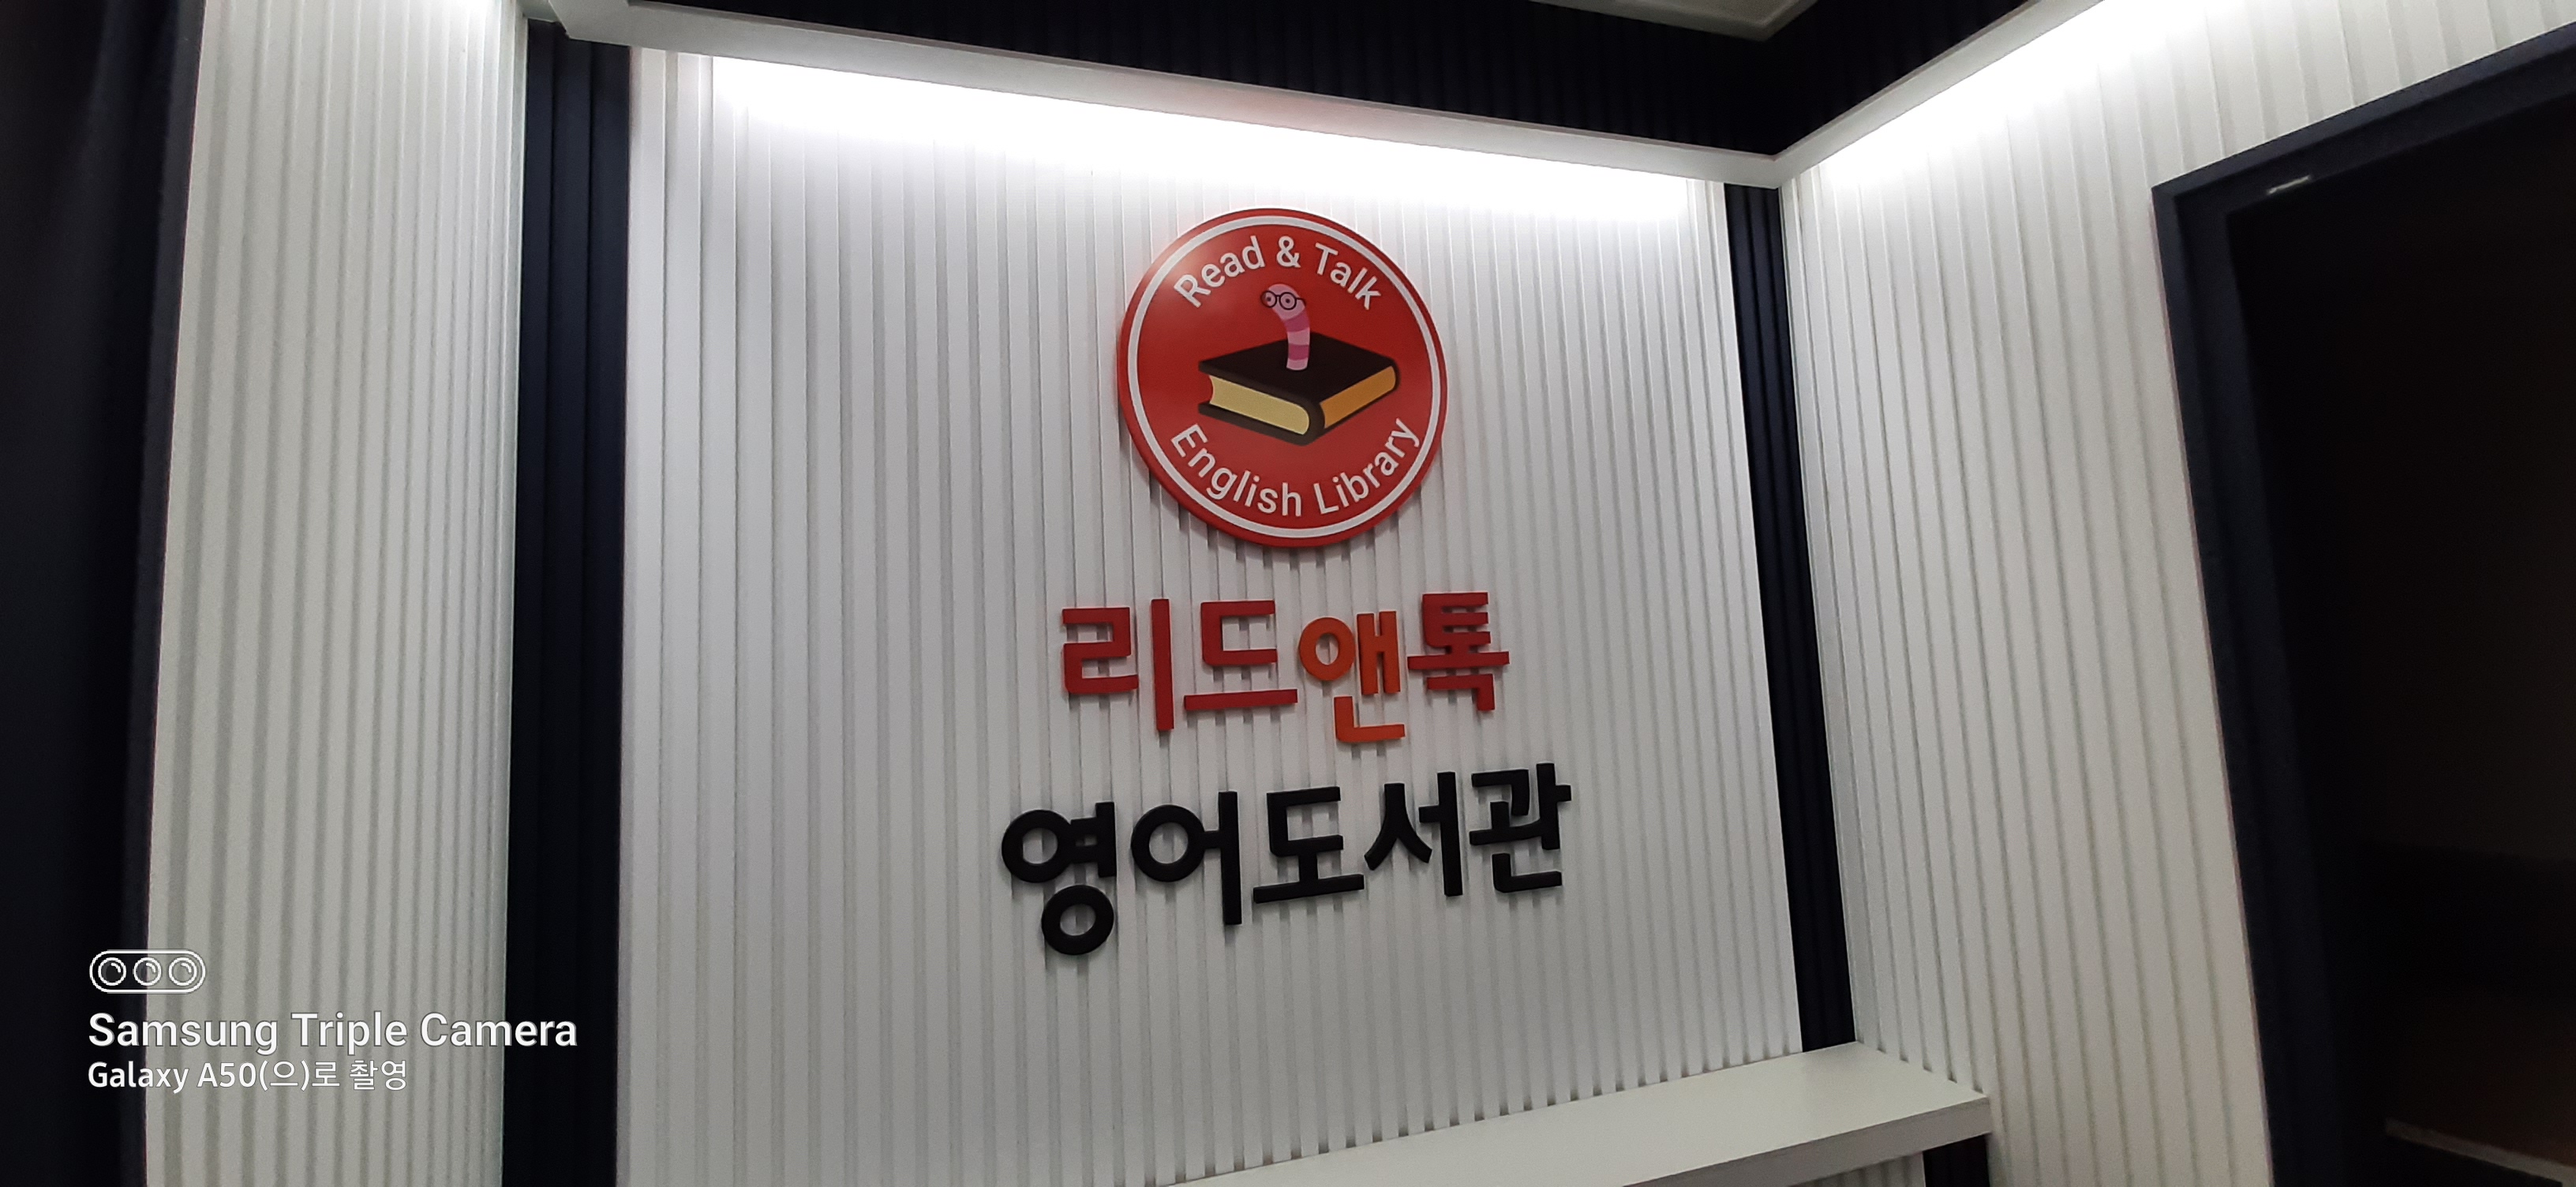 Read & Talk
English Library
리드앤톡
영어도서관
Samsung Triple Camera
Galaxy A50(으)로 촬영